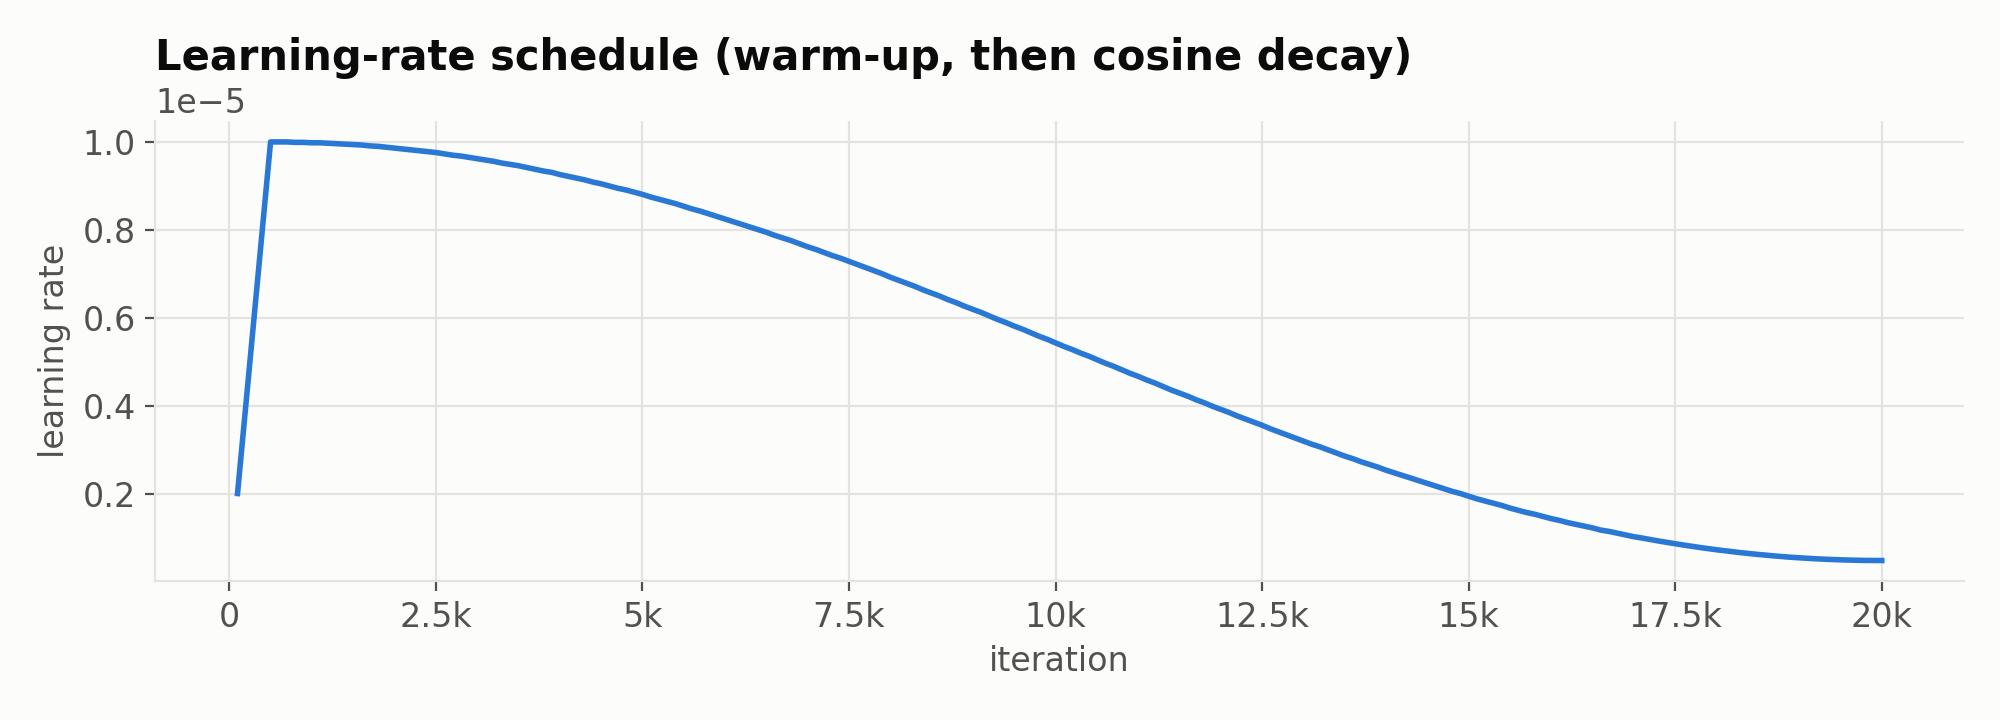 Learning-rate schedule (warm-up, then cosine decay)
1e−5
1.0
0.8
0.6
0.4
0.2
learning rate
0 2.5k 5k 7.5k 10k 12.5k 15k 17.5k 20k
iteration